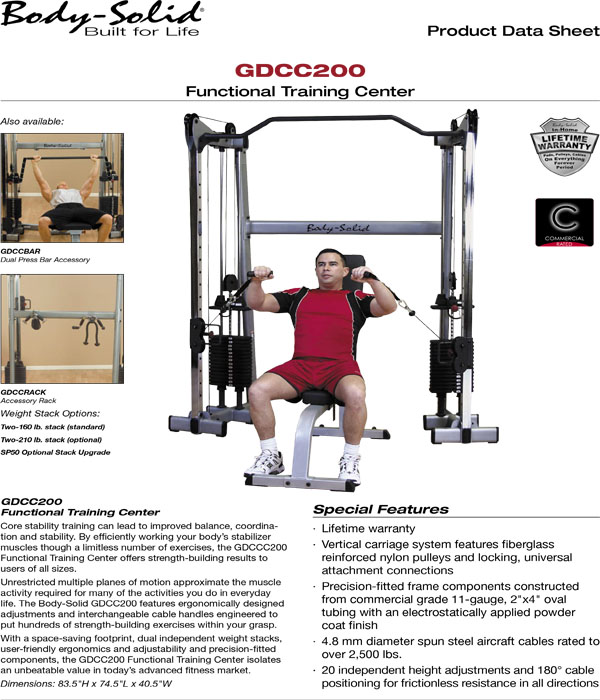 Body-Solid®
Built for Life
Product Data Sheet
GDCC200
Functional Training Center
Also available:
Body-Solid
GDCCBAR
Dual Press Bar Accessory
GDCCRACK
Accessory Rack
Weight Stack Options:
Two-160 lb. stack (standard)
Two-210 lb. stack (optional)
SP50 Optional Stack Upgrade
Body-Solid
Body-Solid
In-Home
LIFETIME
WARRANTY
On Everything
Forever
Period
C
COMMERCIAL
RATED
GDCC200
Functional Training Center
Core stability training can lead to improved balance, coordina-
tion and stability. By efficiently working your body's stabilizer
muscles though a limitless number of exercises, the GDCCC200
Functional Training Center offers strength-building results to
users of all sizes.
Unrestricted multiple planes of motion approximate the muscle
activity required for many of the activities you do in everyday
life. The Body-Solid GDCC200 features ergonomically designed
adjustments and interchangeable cable handles engineered to
put hundreds of strength-building exercises within your grasp.
With a space-saving footprint, dual independent weight stacks,
user-friendly ergonomics and adjustability and precision-fitted
components, the GDCC200 Functional Training Center isolates
an unbeatable value in today's advanced fitness market.
Dimensions: 83.5"H x 74.5"L x 40.5"W
Special Features
· Lifetime warranty
· Vertical carriage system features fiberglass
reinforced nylon pulleys and locking, universal
attachment connections
· Precision-fitted frame components constructed
from commercial grade 11-gauge, 2"x4" oval
tubing with an electrostatically applied powder
coat finish
· 4.8 mm diameter spun steel aircraft cables rated to
over 2,500 lbs.
· 20 independent height adjustments and 180° cable
positioning for frictionless resistance in all directions